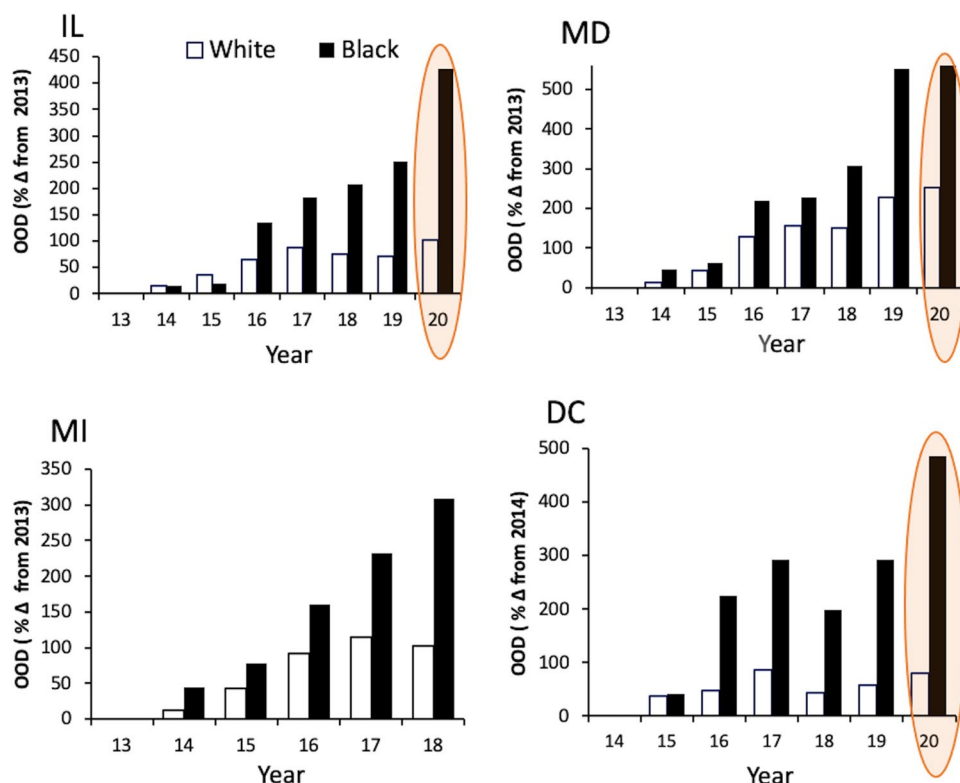 IL
White
Black
450
400
350
300
250
200
150
100
50
0
OOD (% Δ from 2013)
13 14 15 16 17 18 19 20
Year
MD
500
400
300
200
100
0
OOD ( % Δ from 2013)
13 14 15 16 17 18 19 20
Year
MI
350
300
250
200
150
100
50
0
OOD ( % Δ from 2013)
13 14 15 16 17 18
Year
DC
500
400
300
200
100
0
OOD ( % Δ from 2014)
14 15 16 17 18 19 20
Year